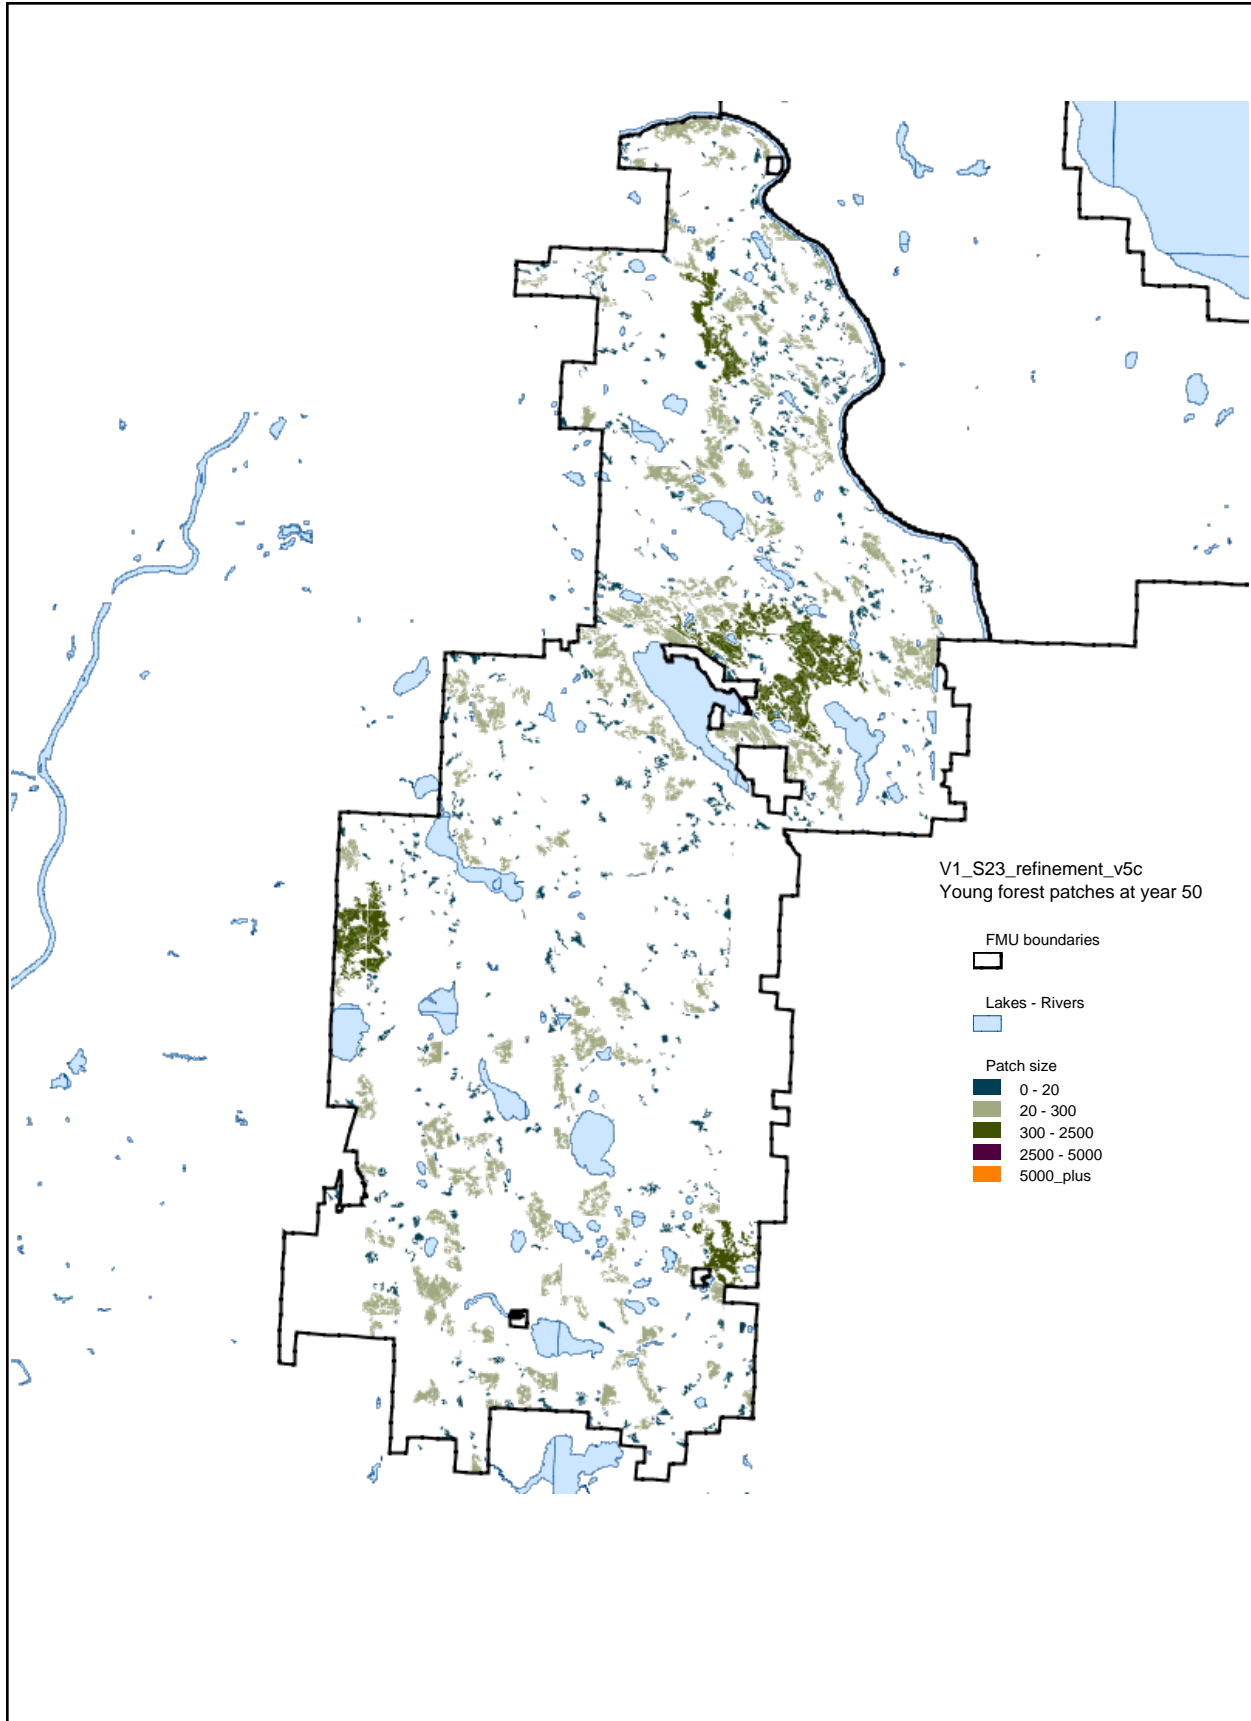 V1_S23_refinement_v5c
Young forest patches at year 50
FMU boundaries
Lakes - Rivers
Patch size
0 - 20
20 - 300
300 - 2500
2500 - 5000
5000_plus